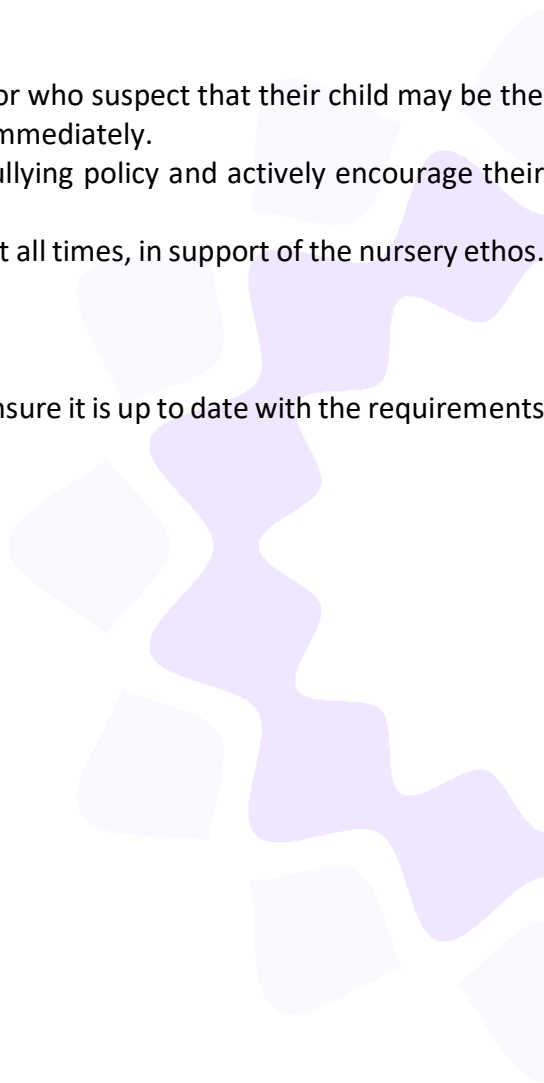 or who suspect that their child may be the
mmediately.
ullying policy and actively encourage their
t all times, in support of the nursery ethos.
nsure it is up to date with the requirements